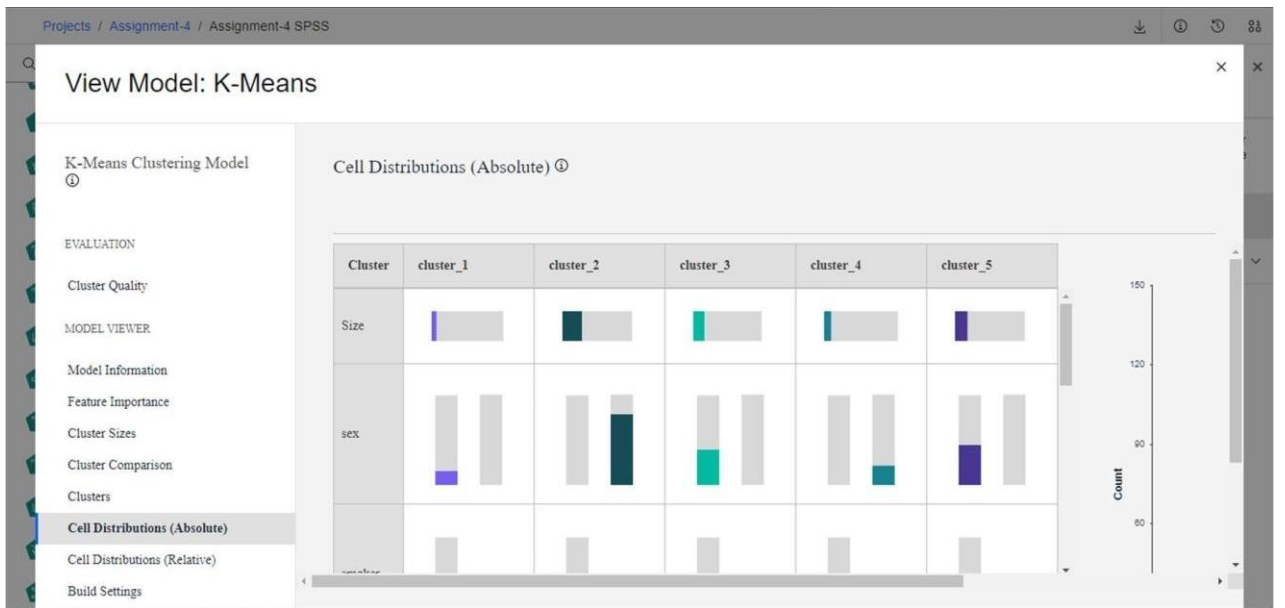 Projects / Assignment-4 / Assignment-4 SPSS
View Model: K-Means
K-Means Clustering Model
EVALUATION
Cluster Quality
MODEL VIEWER
Model Information
Feature Importance
Cluster Sizes
Cluster Comparison
Clusters
Cell Distributions (Absolute)
Cell Distributions (Relative)
Build Settings
Cell Distributions (Absolute)
Cluster cluster_1 cluster_2 cluster_3 cluster_4 cluster_5
Size
sex
150
120
90
60
Count